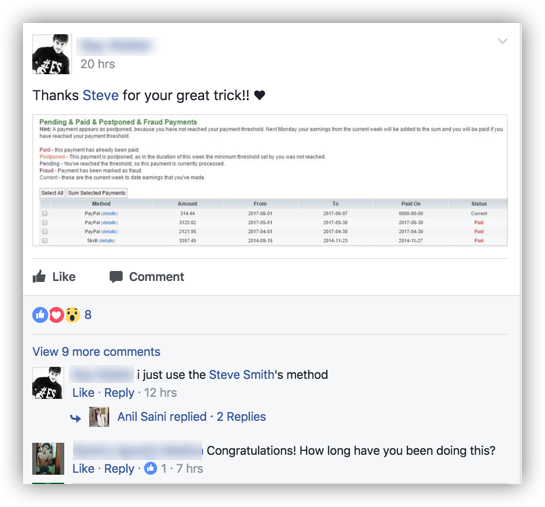 20 hrs
Thanks Steve for your great trick!! ♥
Pending & Paid & Postponed & Fraud Payments
Hint: A payment appears as postponed, because you have not reached your payment threshold. Next Monday your earnings from the current week will be added to the sum and you will be paid if
have reached your payment threshold.
Paid - this payment has already been paid.
Postponed - This payment is postponed, as in the duration of this week the minimum threshold set by you was not reached.
Pending - You've reached the threshold, so this payment is currently processed.
Fraud - Payment has been marked as fraud.
Current - these are the current week to date earnings that you've made.
Select All Sum Selected Payments
Method Amount From To Paid On Status
PayPal (details) 314.44 2017-06-01 2017-06-07 0000-00-00 Current
PayPal (details) 3125.62 2017-05-01 2017-05-30 2017-06-30 Paid
PayPal (details) 2121.95 2017-04-01 2017-04-30 2017-04-30 Paid
Skrill (details) 3357.45 2014-09-15 2014-11-23 2014-11-27 Paid
Like Comment
8
View 9 more comments
i just use the Steve Smith's method
Like · Reply · 12 hrs
Anil Saini replied · 2 Replies
Congratulations! How long have you been doing this?
Like · Reply · 1 · 7 hrs